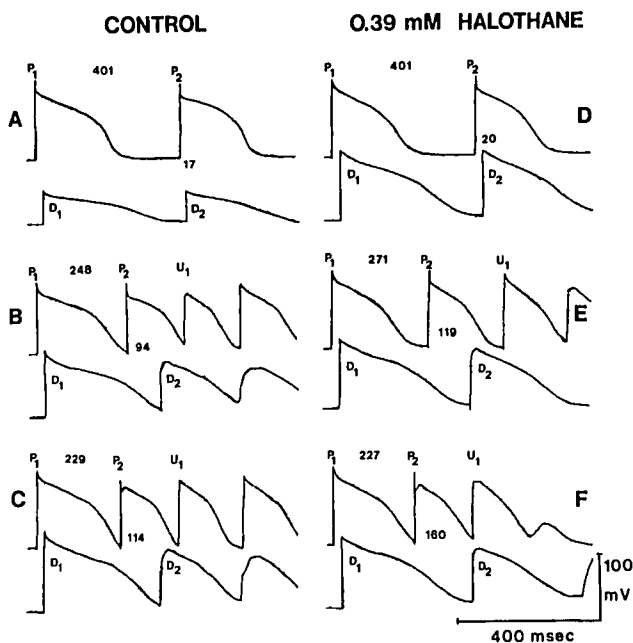 CONTROL 0.39 mM HALOTHANE
P1 401 P2 P1 401 P2
A D
17 20
D1 D2 D1 D2
P1 248 P2 U1 P1 271 P2 U1
B E
94 119
D1 D2 D1 D2
P1 229 P2 U1 P1 227 P2 U1
C F
114 160
D1 D2 D1 D2
100
mV
400 msec